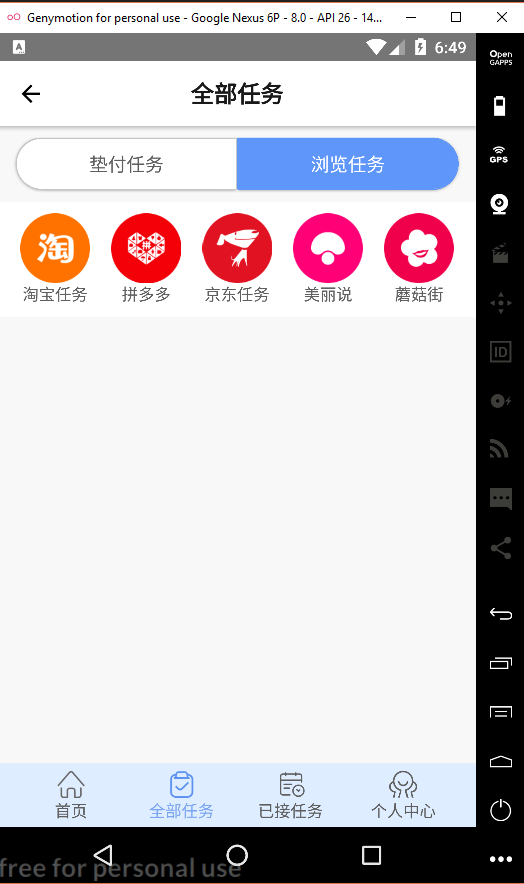 Genymotion for personal use - Google Nexus 6P - 8.0 - API 26 - 14...
A
6:49
Open
GAPPS
全部任务
垫付任务
浏览任务
GPS
淘
拼
淘宝任务
拼多多
京东任务
美丽说
蘑菇街
ID
首页
全部任务
已接任务
个人中心
free for personal use